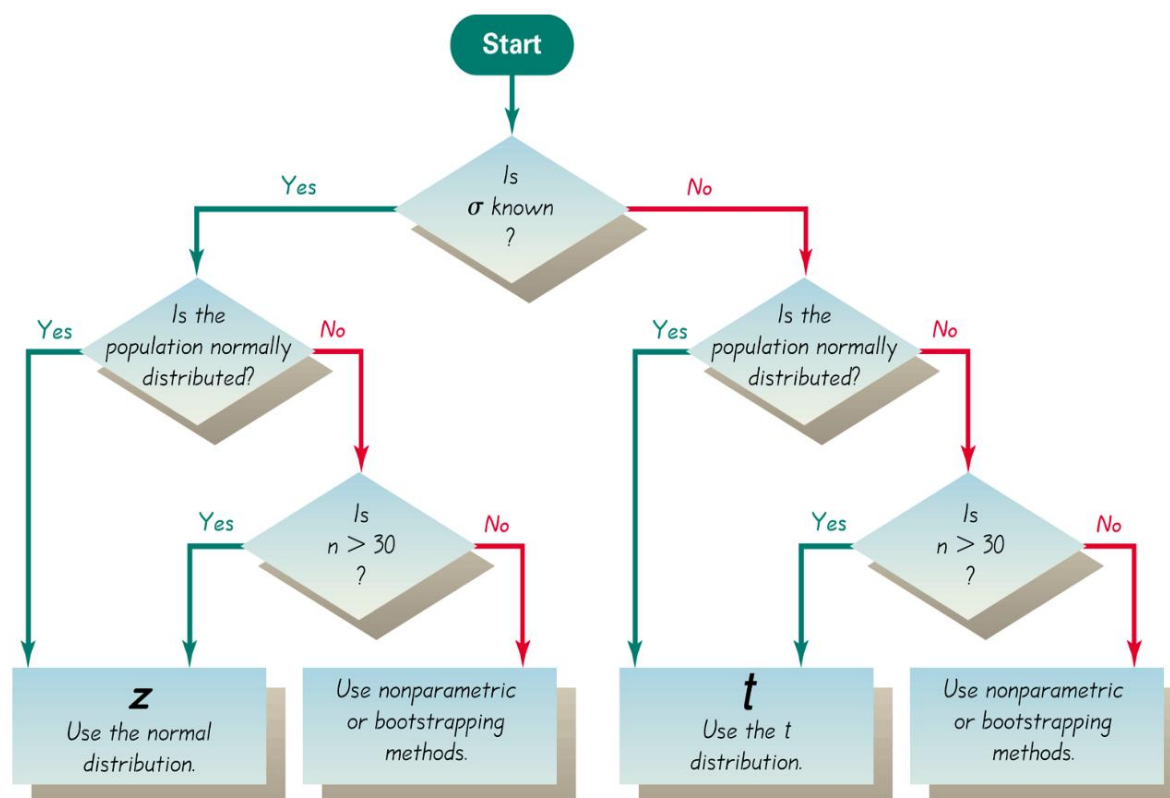 Start
Is
σ known
?
Yes
No
Is the
population normally
distributed?
Yes
No
Is the
population normally
distributed?
Yes
No
Is
n > 30
?
Yes
No
Is
n > 30
?
Yes
No
z
Use the normal
distribution.
Use nonparametric
or bootstrapping
methods.
t
Use the t
distribution.
Use nonparametric
or bootstrapping
methods.